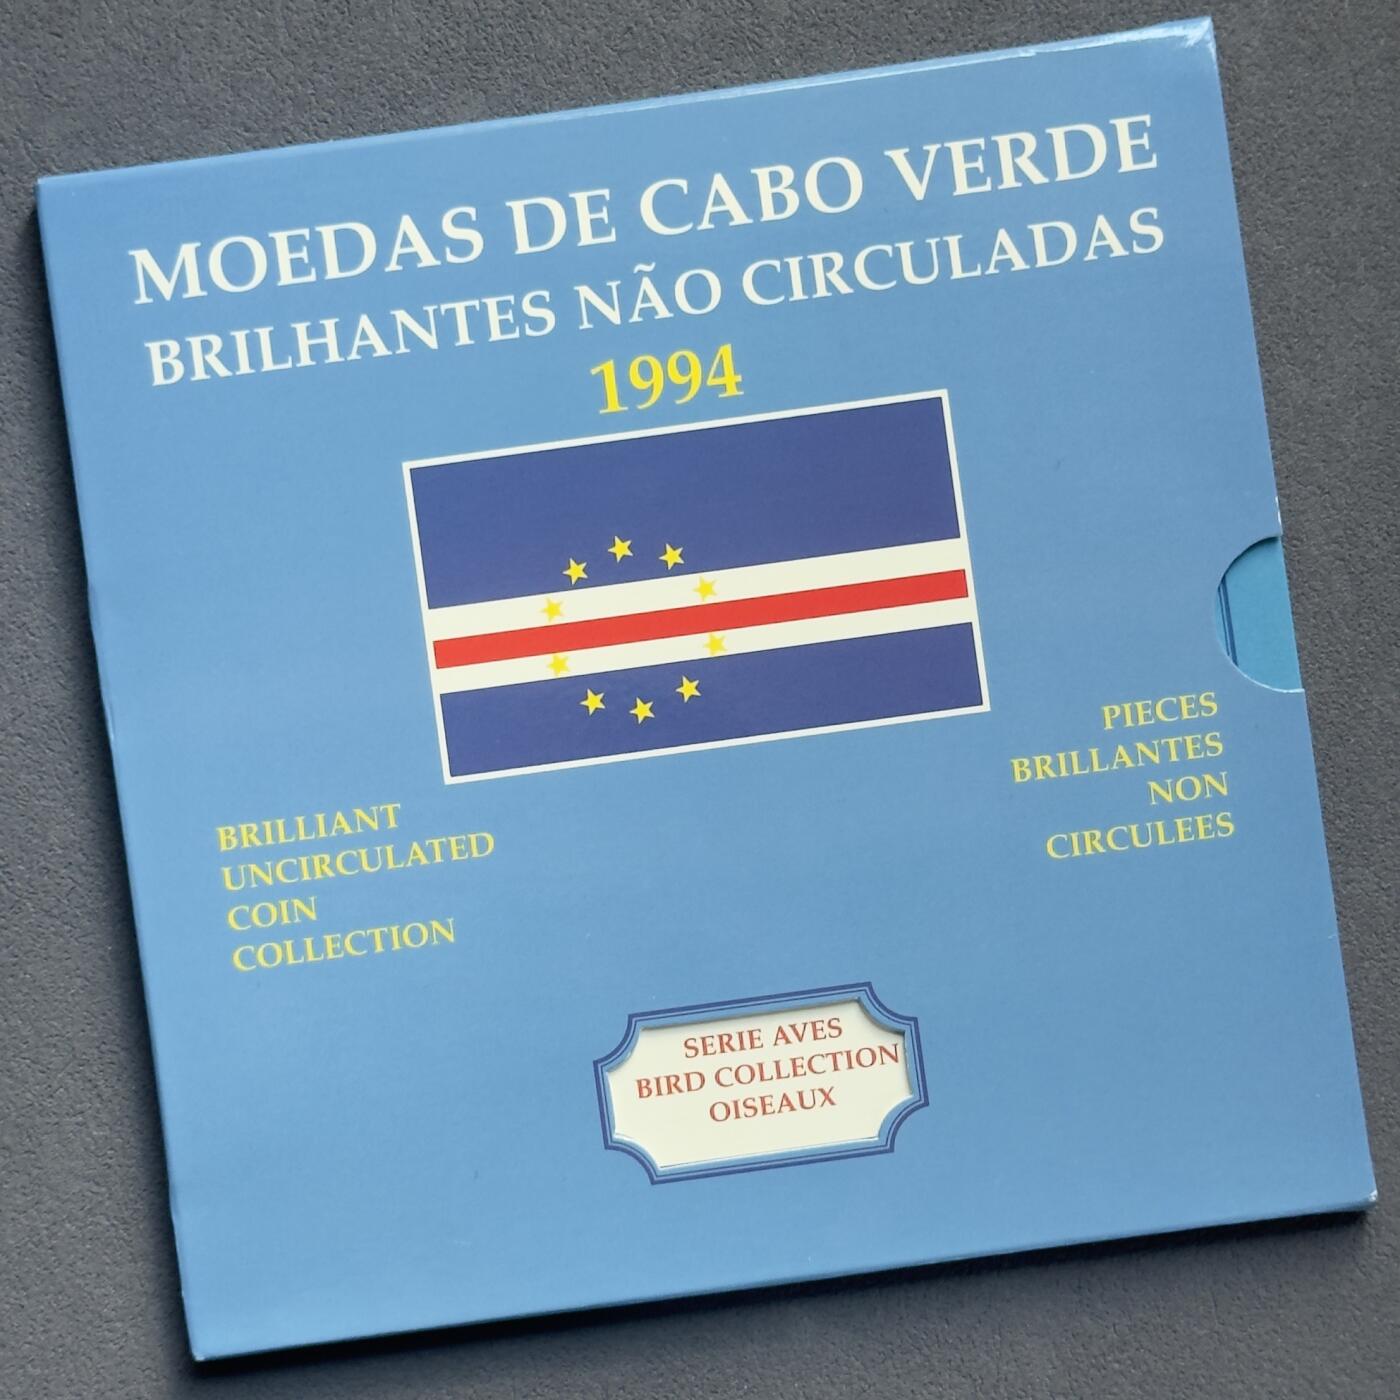 MOEDAS DE CABO VERDE
BRILHANTES NÃO CIRCULADAS
1994
BRILLIANT
UNCIRCULATED
COIN
COLLECTION
PIECES
BRILLANTES
NON
CIRCULEES
SERIE AVES
BIRD COLLECTION
OISEAUX